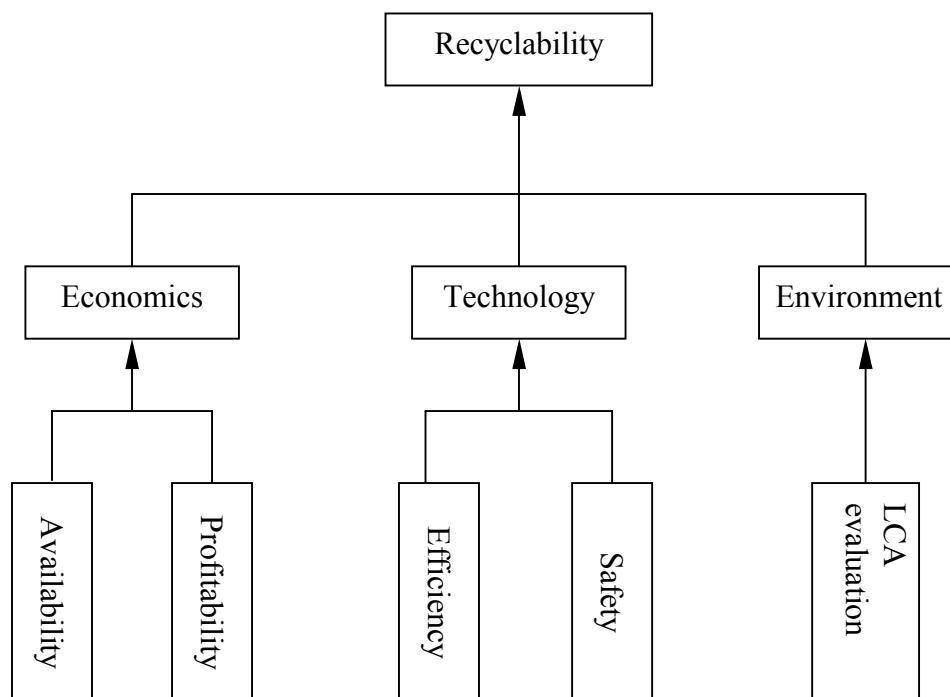 Recyclability
Economics
Technology
Environment
Availability
Profitability
Efficiency
Safety
LCA
evaluation